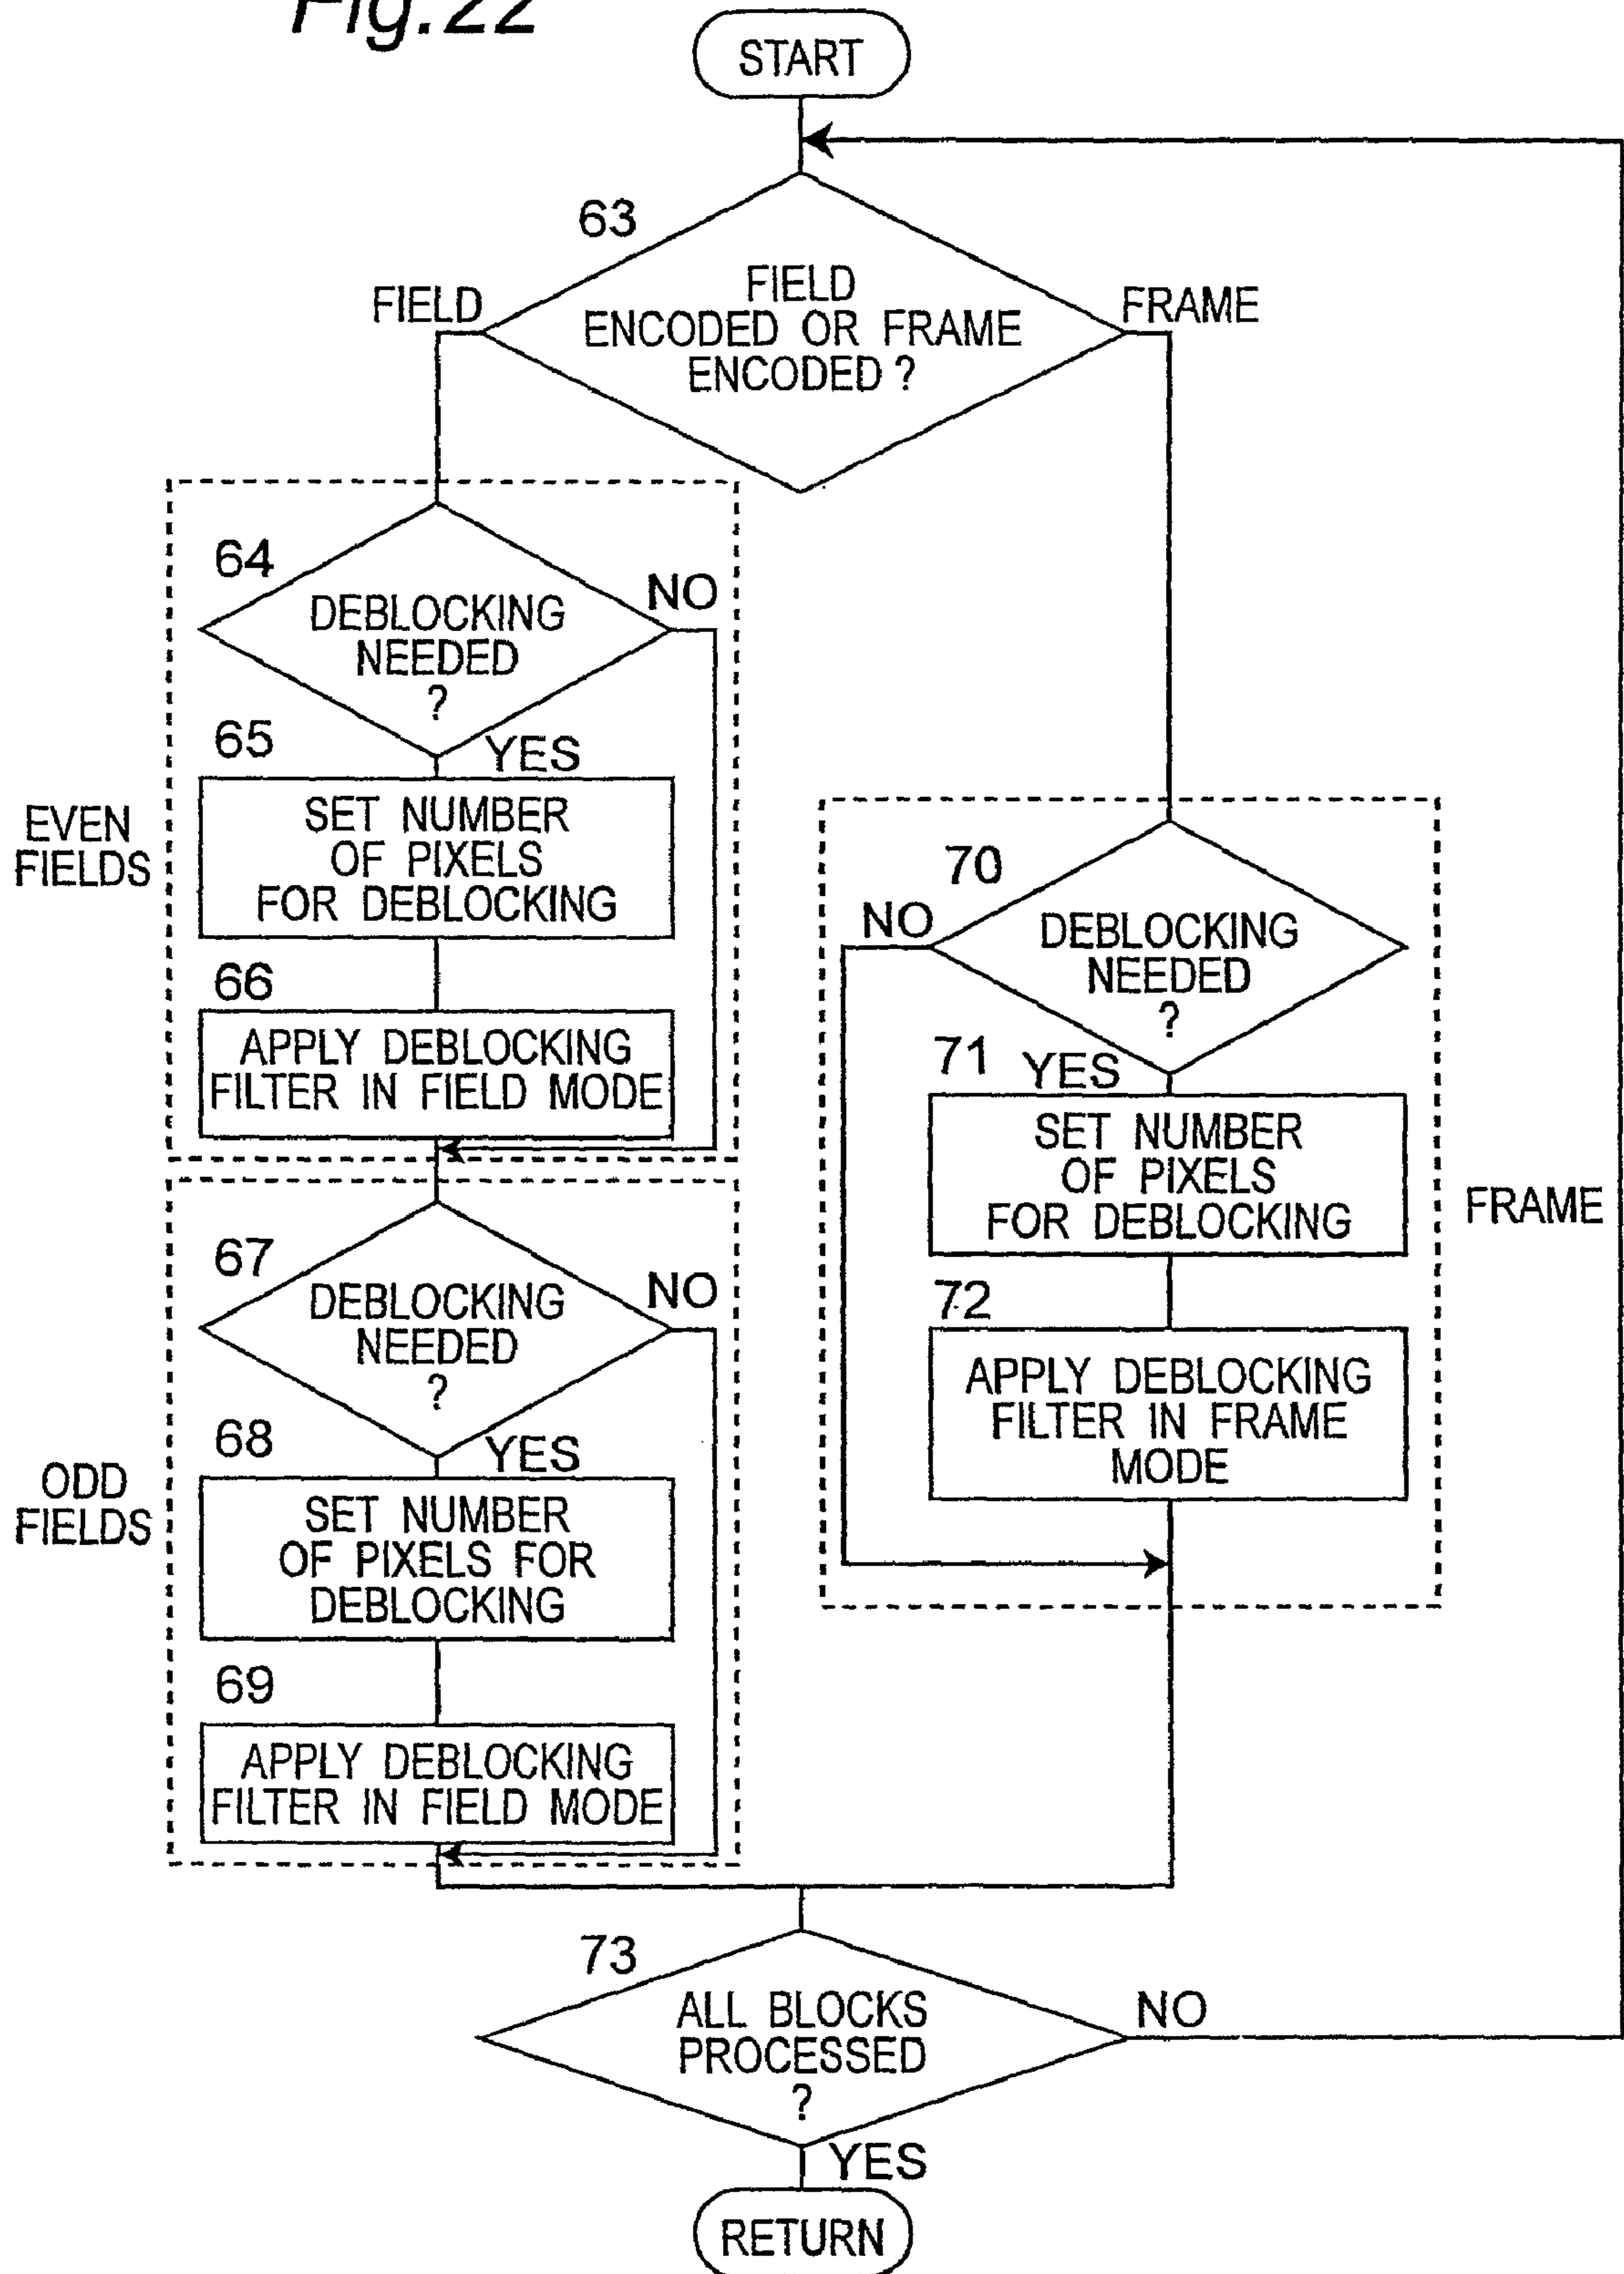 Fig.22
START
63
FIELD
ENCODED OR FRAME
ENCODED ?
FIELD
FRAME
64
DEBLOCKING
NEEDED
?
NO
YES
65
SET NUMBER
OF PIXELS
FOR DEBLOCKING
66
APPLY DEBLOCKING
FILTER IN FIELD MODE
EVEN
FIELDS
67
DEBLOCKING
NEEDED
?
NO
YES
68
SET NUMBER
OF PIXELS FOR
DEBLOCKING
69
APPLY DEBLOCKING
FILTER IN FIELD MODE
ODD
FIELDS
70
DEBLOCKING
NEEDED
?
NO
YES
71
SET NUMBER
OF PIXELS
FOR DEBLOCKING
72
APPLY DEBLOCKING
FILTER IN FRAME
MODE
FRAME
73
ALL BLOCKS
PROCESSED
?
NO
YES
RETURN